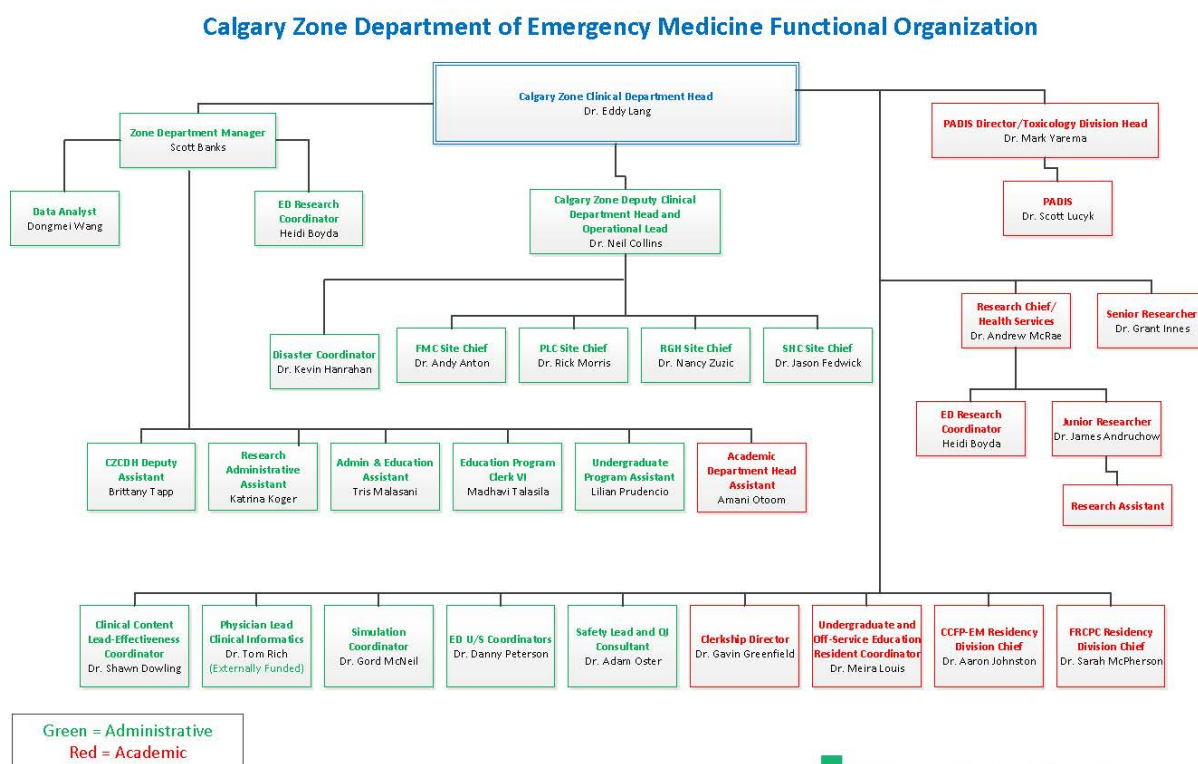 Calgary Zone Department of Emergency Medicine Functional Organization
Calgary Zone Clinical Department Head
Dr. Eddy Lang
Zone Department Manager
Scott Banks
PADIS Director/Toxicology Division Head
Dr. Mark Yarema
Data Analyst
Dongmei Wang
ED Research
Coordinator
Heidi Boyda
Calgary Zone Deputy Clinical
Department Head and
Operational Lead
Dr. Neil Collins
PADIS
Dr. Scott Lucyk
Research Chief/
Health Services
Dr. Andrew McRae
Senior Researcher
Dr. Grant Innes
Disaster Coordinator
Dr. Kevin Hanrahan
FMC Site Chief
Dr. Andy Anton
PLC Site Chief
Dr. Rick Morris
RGH Site Chief
Dr. Nancy Zuzic
SHC Site Chief
Dr. Jason Fedwick
ED Research
Coordinator
Heidi Boyda
Junior Researcher
Dr. James Andruchow
Research Assistant
CZCDH Deputy
Assistant
Brittany Tapp
Research
Administrative
Assistant
Katrina Koger
Admin & Education
Assistant
Tris Malasani
Education Program
Clerk VI
Madhavi Talasila
Undergraduate
Program Assistant
Lilian Prudencio
Academic
Department Head
Assistant
Amani Otoom
Clinical Content
Lead-Effectiveness
Coordinator
Dr. Shawn Dowling
Physician Lead
Clinical Informatics
Dr. Tom Rich
(Externally Funded)
Simulation
Coordinator
Dr. Gord McNeil
ED U/S Coordinators
Dr. Danny Peterson
Safety Lead and QI
Consultant
Dr. Adam Oster
Clerkship Director
Dr. Gavin Greenfield
Undergraduate and
Off-Service Education
Resident Coordinator
Dr. Meira Louis
CCFP-EM Residency
Division Chief
Dr. Aaron Johnston
FRCPC Residency
Division Chief
Dr. Sarah McPherson
Green = Administrative
Red = Academic